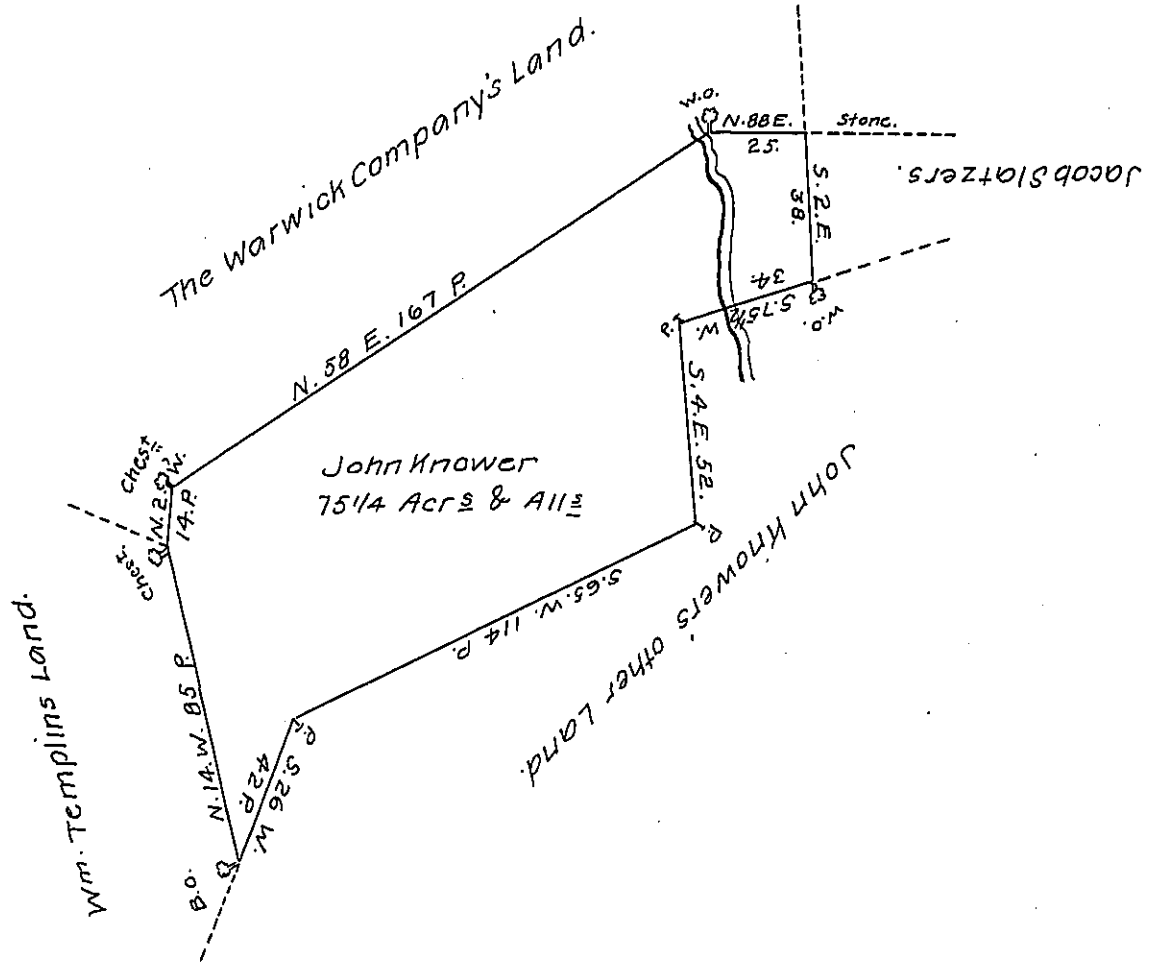 The Warwick Company's Land.
W.O.
N. 88 E. Stone.
25.
Jacob Slatzers.
S. 2. E.
38.
34.
S. 75½ W.
W.O.
P.
N. 58 E. 167 P.
S. 4. E. 52.
Chest.
N. 2. W.
14. P.
Chest.
John Knower
75 1/4 Acrs & Alls
P.
John Knowers' other Land.
S. 65. W. 114 P.
Wm. Templins Land.
N. 14. W. 85 P.
P.
S. 26 W.
42 P.
B.O.